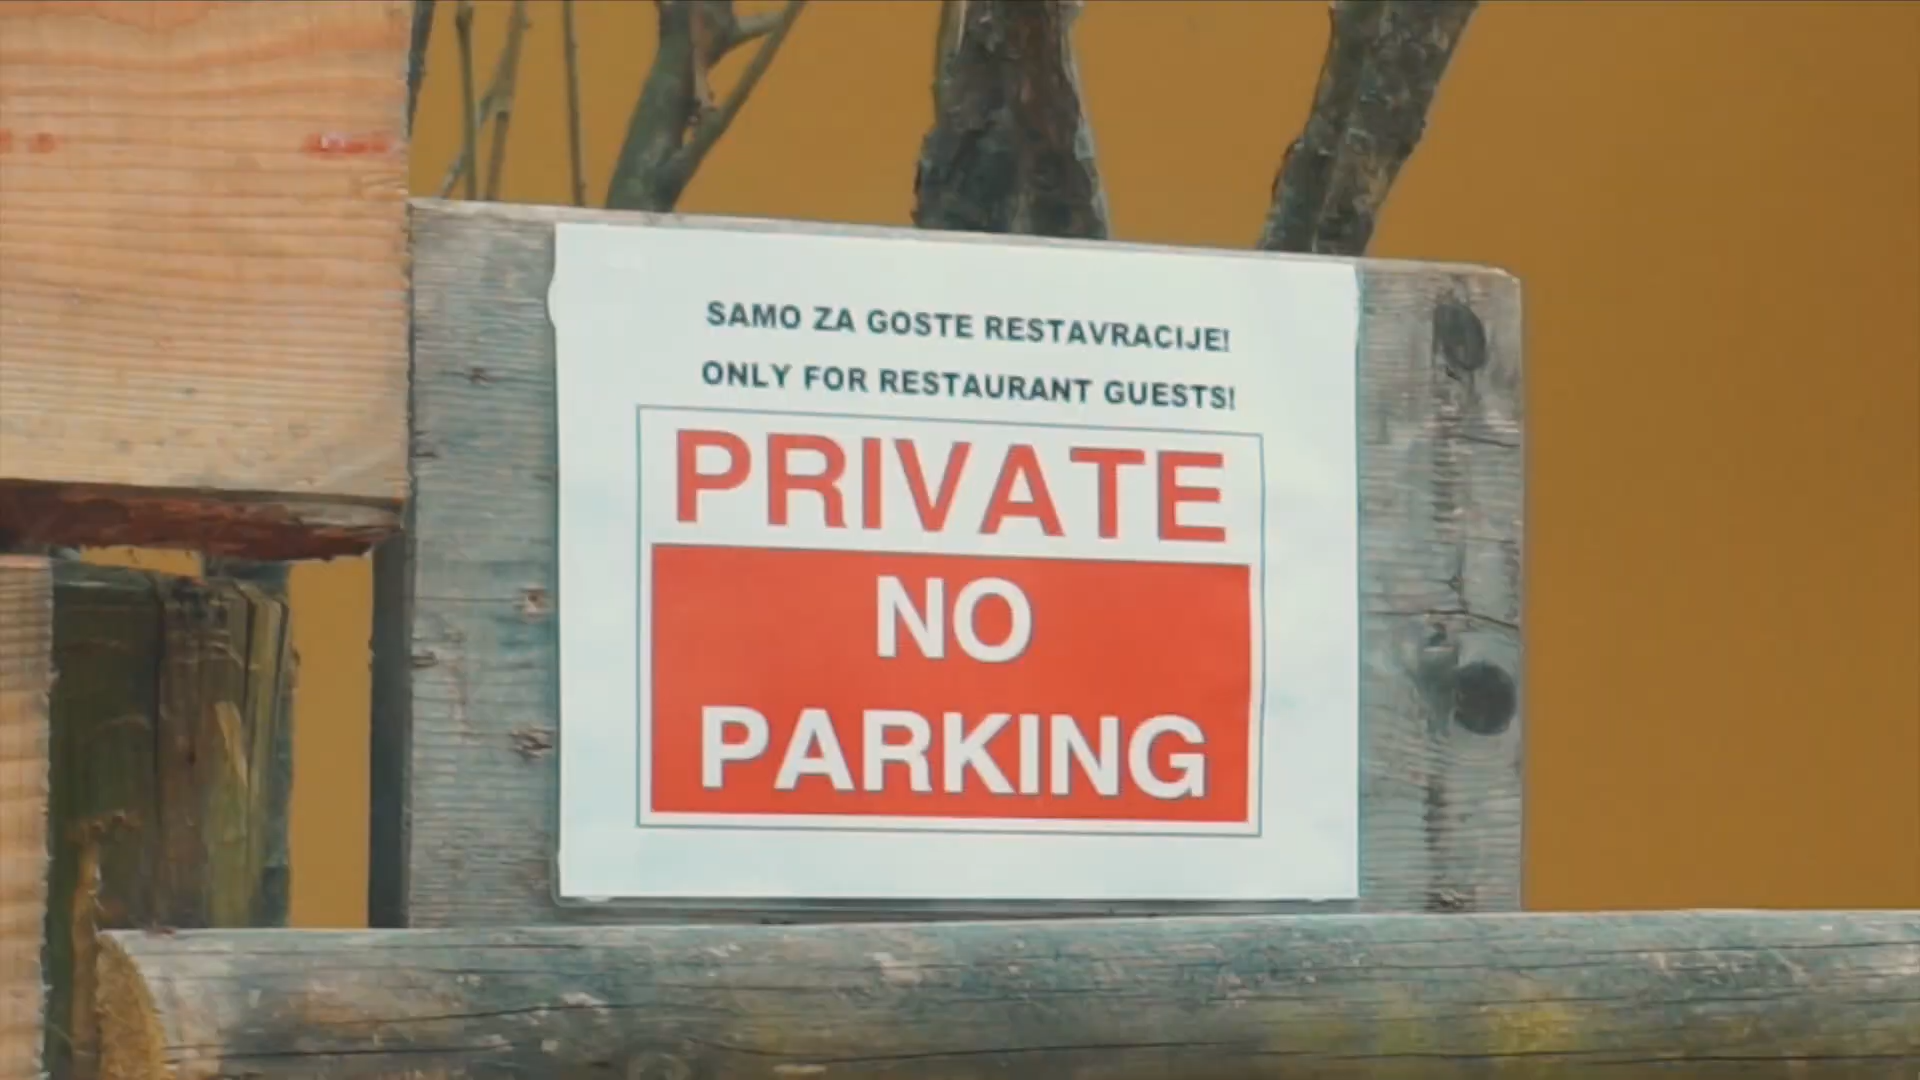 SAMO ZA GOSTE RESTAVRACIJE!
ONLY FOR RESTAURANT GUESTS!
PRIVATE
NO
PARKING